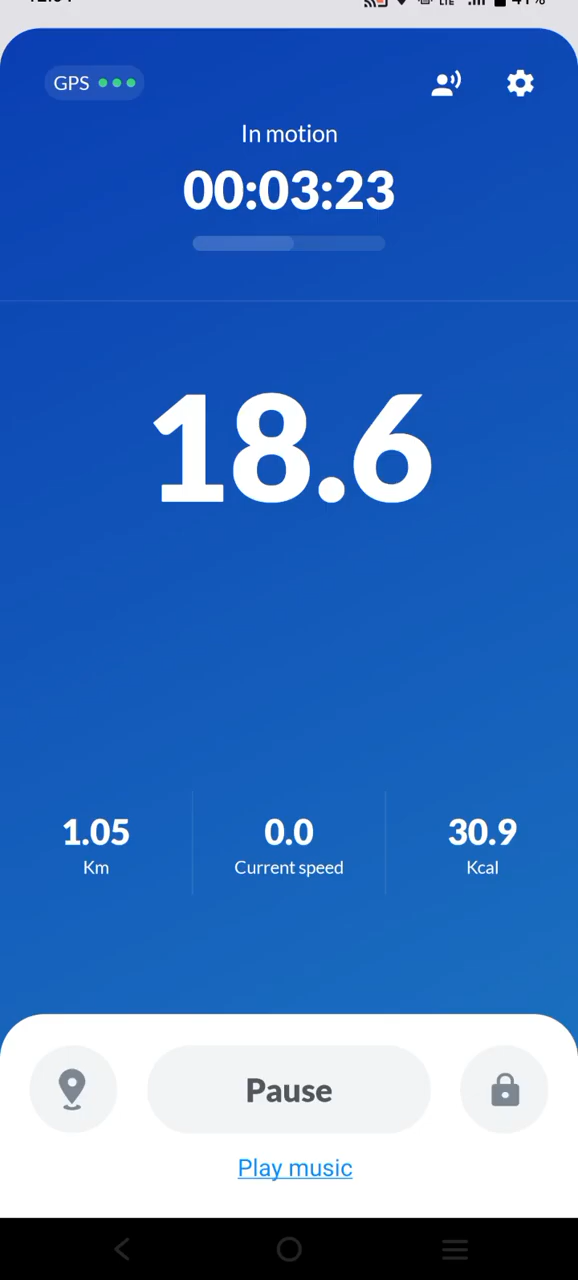 GPS
In motion
00:03:23
18.6
1.05
Km
0.0
Current speed
30.9
Kcal
Pause
Play music